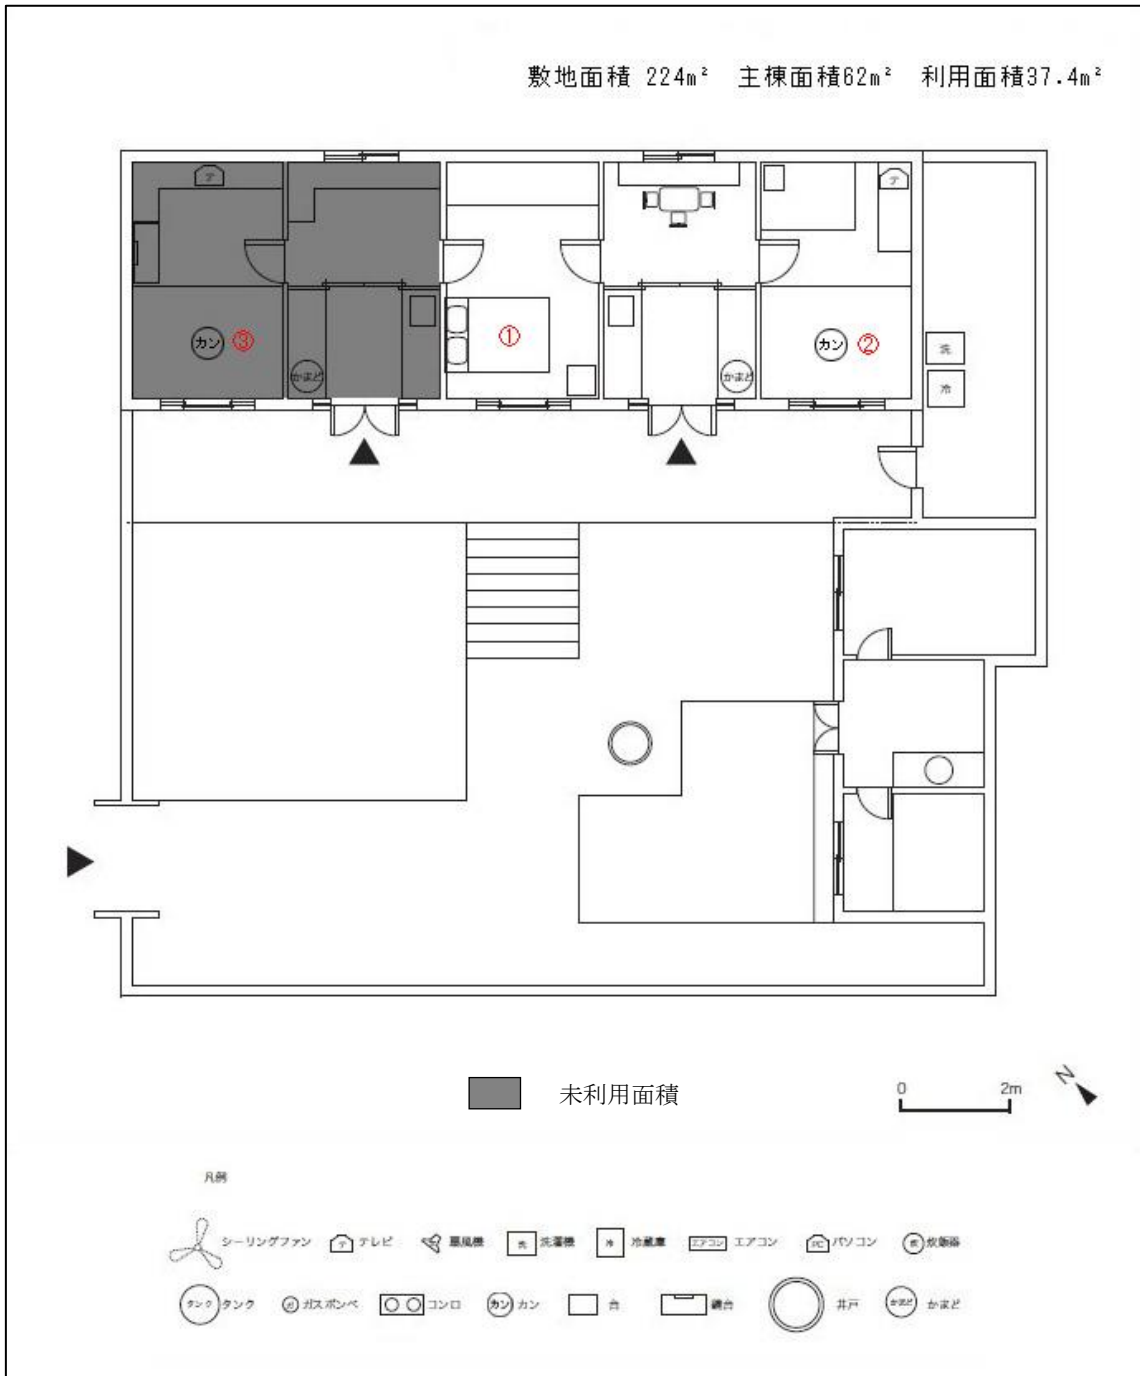 敷地面積 224㎡ 主棟面積62㎡ 利用面積37.4㎡
テ
テ
カン ③
①
カン ②
洗
冷
かまど
かまど
未利用面積
0 2m
N
凡例
シーリングファン テ テレビ 扇風機 洗 洗濯機 冷 冷蔵庫 エアコン エアコン PC パソコン 炊飯器
タンク タンク ガ ガスボンベ コンロ カン カン 台 鏡台 井戸 かまど かまど